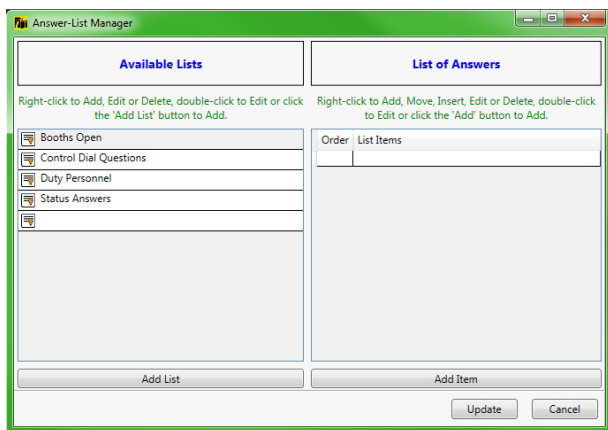 Answer-List Manager
Available Lists
List of Answers
Right-click to Add, Edit or Delete, double-click to Edit or click
the 'Add List' button to Add.
Right-click to Add, Move, Insert, Edit or Delete, double-click
to Edit or click the 'Add' button to Add.
Booths Open
Control Dial Questions
Duty Personnel
Status Answers
Order List Items
Add List
Add Item
Update
Cancel